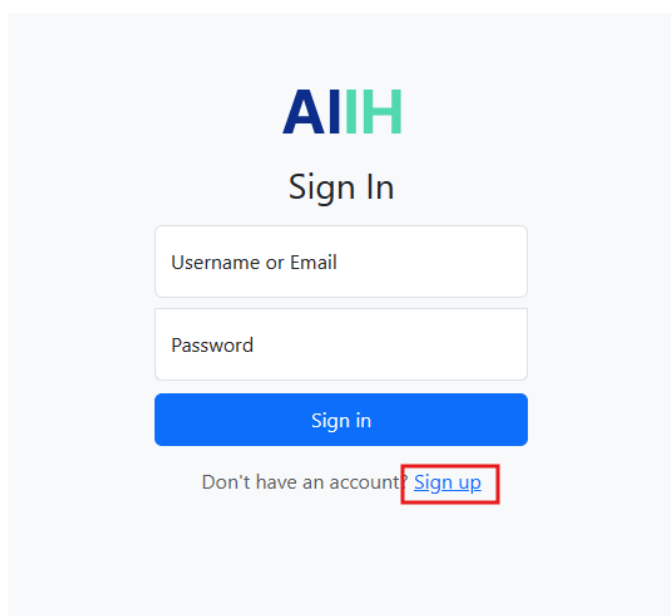 AIIH
Sign In
Username or Email
Password
Sign in
Don't have an account? Sign up